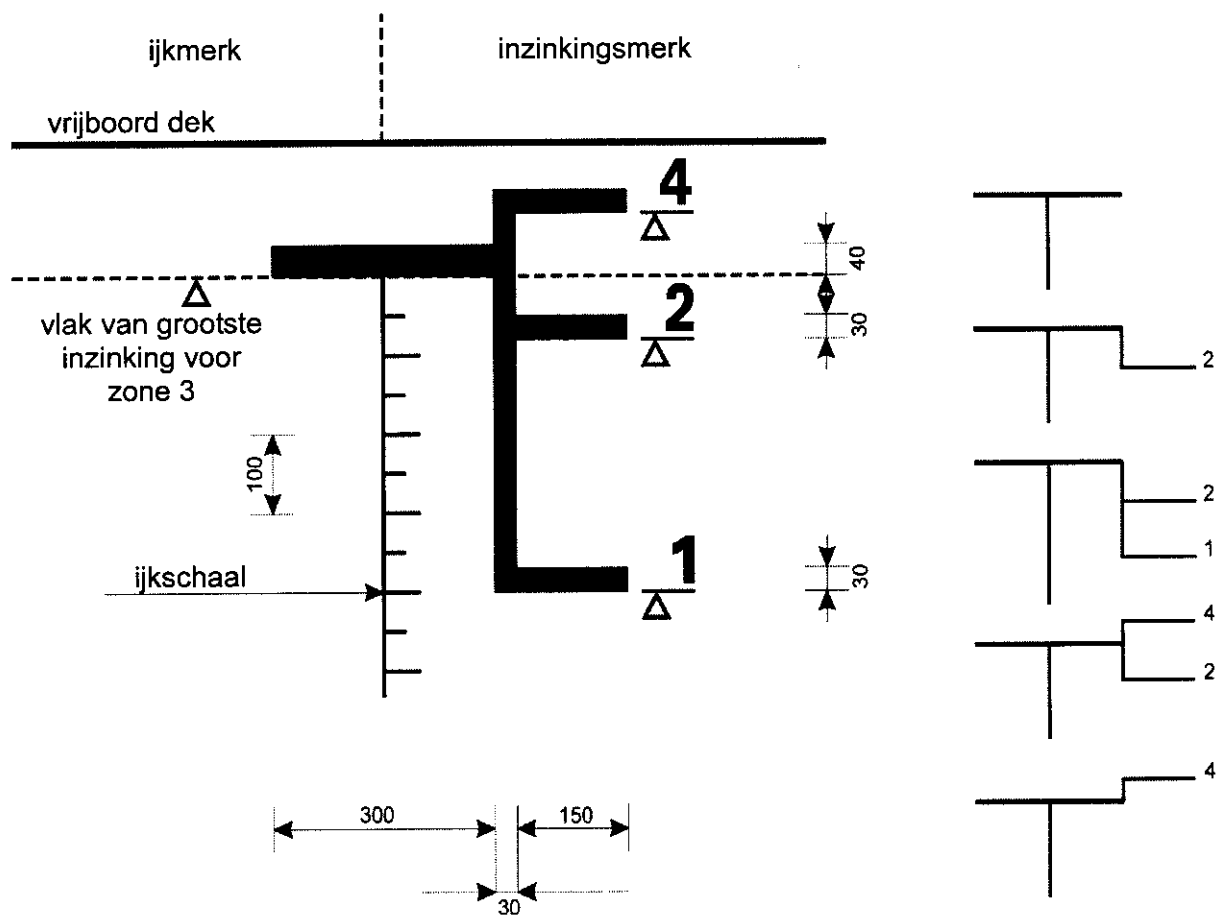 ijkmerk
inzinkingsmerk
vrijboord dek
4
40
2
30
vlak van grootste
inzinking voor
zone 3
100
ijkschaal
1
30
300
150
30
2
2
1
4
2
4